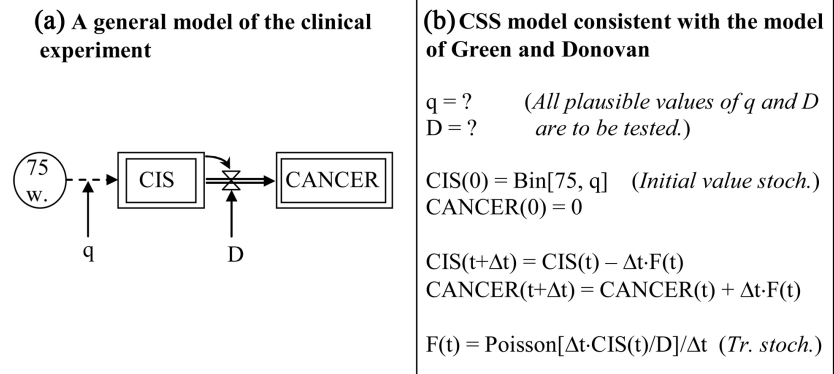 (a) A general model of the clinical
experiment
75
w.
CIS
CANCER
q
D
(b) CSS model consistent with the model
of Green and Donovan
q = ? (All plausible values of q and D
D = ? are to be tested.)
CIS(0) = Bin[75, q] (Initial value stoch.)
CANCER(0) = 0
CIS(t+Δt) = CIS(t) – Δt·F(t)
CANCER(t+Δt) = CANCER(t) + Δt·F(t)
F(t) = Poisson[Δt·CIS(t)/D]/Δt (Tr. stoch.)